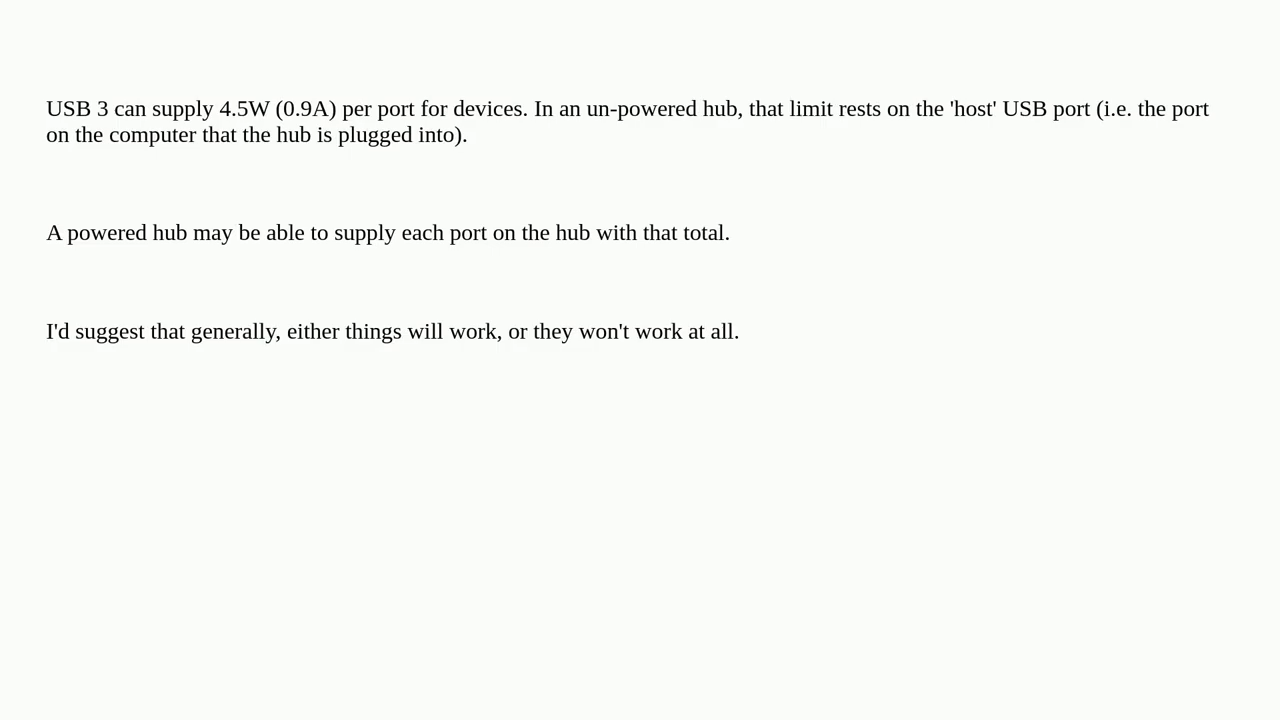 USB 3 can supply 4.5W (0.9A) per port for devices. In an un-powered hub, that limit rests on the 'host' USB port (i.e. the port
on the computer that the hub is plugged into).
A powered hub may be able to supply each port on the hub with that total.
I'd suggest that generally, either things will work, or they won't work at all.